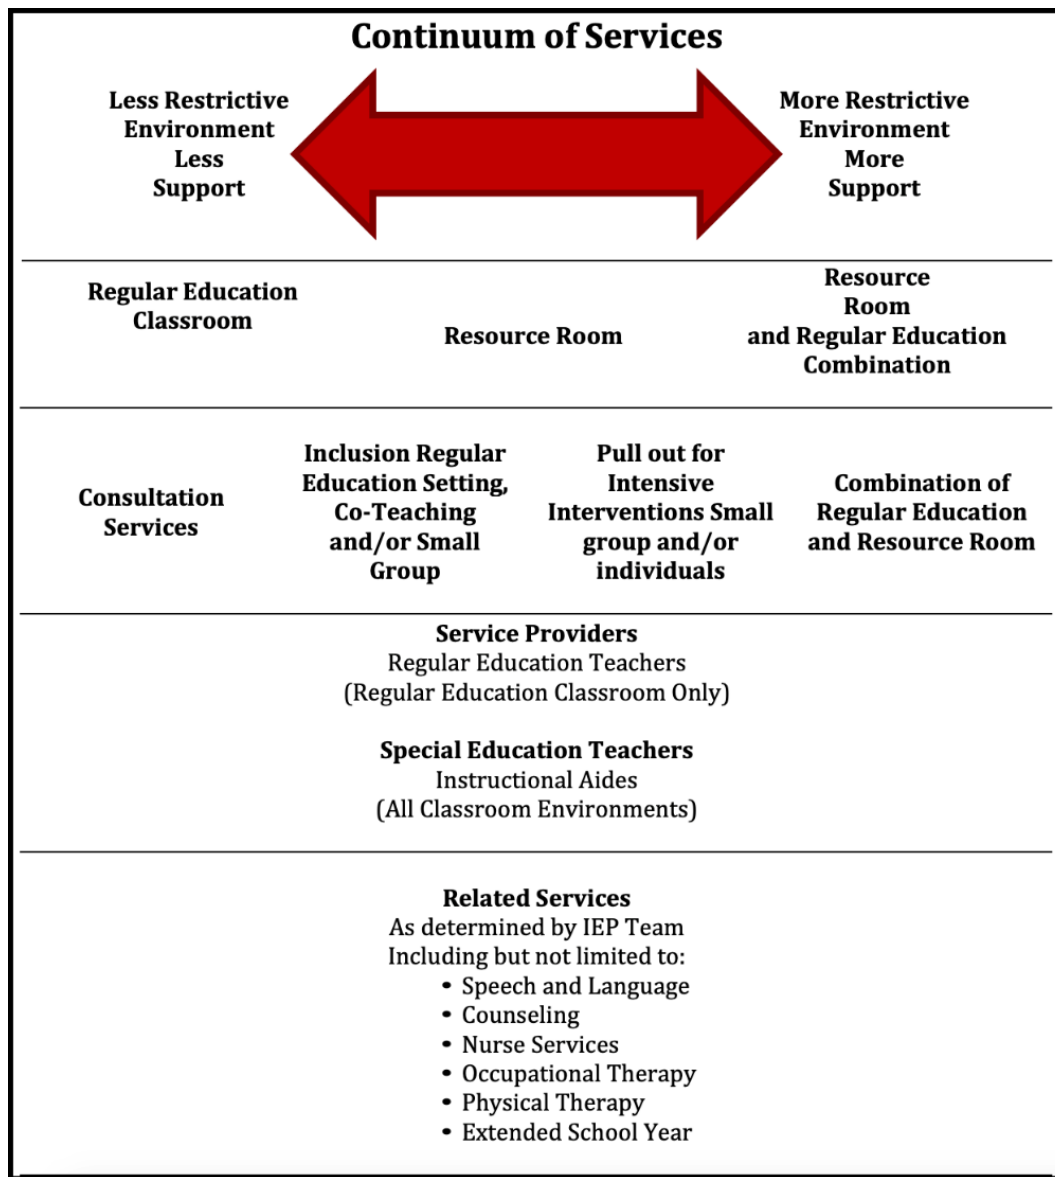 Continuum of Services
Less Restrictive
Environment
Less
Support
More Restrictive
Environment
More
Support
Regular Education
Classroom
Resource Room
Resource
Room
and Regular Education
Combination
Consultation
Services
Inclusion Regular
Education Setting,
Co-Teaching
and/or Small
Group
Pull out for
Intensive
Interventions Small
group and/or
individuals
Combination of
Regular Education
and Resource Room
Service Providers
Regular Education Teachers
(Regular Education Classroom Only)
Special Education Teachers
Instructional Aides
(All Classroom Environments)
Related Services
As determined by IEP Team
Including but not limited to:
• Speech and Language
• Counseling
• Nurse Services
• Occupational Therapy
• Physical Therapy
• Extended School Year